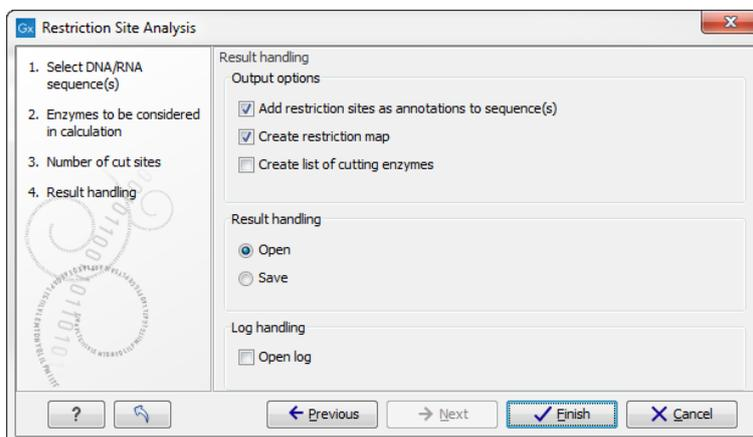 Gx Restriction Site Analysis
1. Select DNA/RNA
sequence(s)
2. Enzymes to be considered
in calculation
3. Number of cut sites
4. Result handling
Result handling
Output options
Add restriction sites as annotations to sequence(s)
Create restriction map
Create list of cutting enzymes
Result handling
Open
Save
Log handling
Open log
? Previous Next Finish Cancel